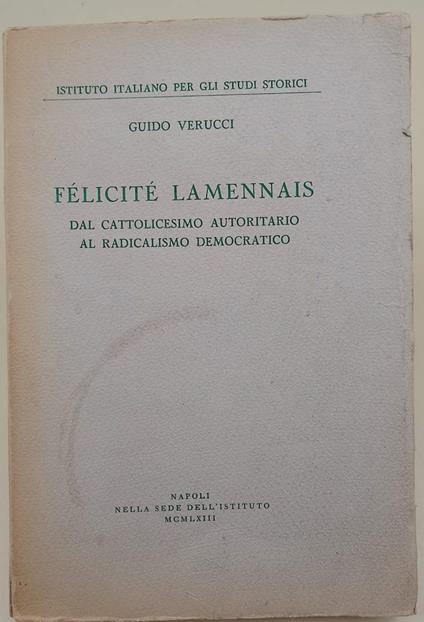 ISTITUTO ITALIANO PER GLI STUDI STORICI
GUIDO VERUCCI
FÉLICITÉ LAMENNAIS
DAL CATTOLICESIMO AUTORITARIO
AL RADICALISMO DEMOCRATICO
NAPOLI
NELLA SEDE DELL'ISTITUTO
MCMLXIII